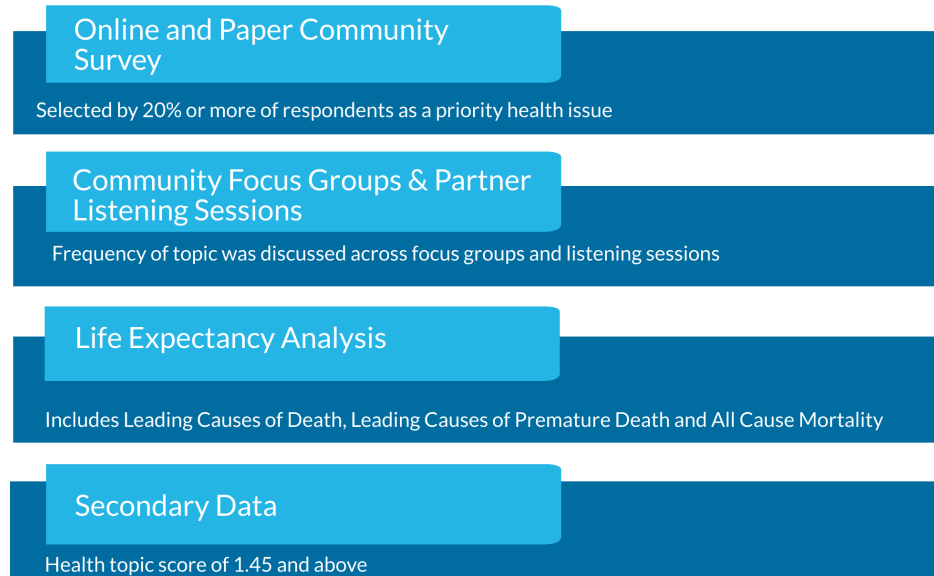 Online and Paper Community
Survey
Selected by 20% or more of respondents as a priority health issue
Community Focus Groups & Partner
Listening Sessions
Frequency of topic was discussed across focus groups and listening sessions
Life Expectancy Analysis
Includes Leading Causes of Death, Leading Causes of Premature Death and All Cause Mortality
Secondary Data
Health topic score of 1.45 and above